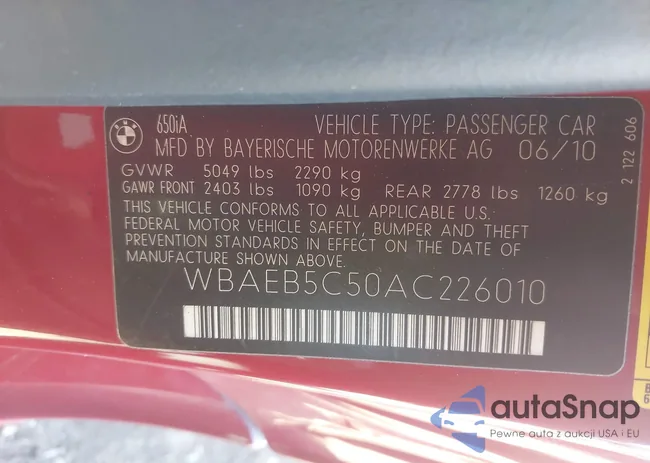 650iA
VEHICLE TYPE: PASSENGER CAR
MFD BY BAYERISCHE MOTORENWERKE AG 06/10
GVWR 5049 lbs 2290 kg
GAWR FRONT 2403 lbs 1090 kg REAR 2778 lbs 1260 kg
THIS VEHICLE CONFORMS TO ALL APPLICABLE U.S.
FEDERAL MOTOR VEHICLE SAFETY, BUMPER AND THEFT
PREVENTION STANDARDS IN EFFECT ON THE DATE OF
MANUFACTURE SHOWN ABOVE.
WBAEB5C50AC226010
2 122 606
BMW
autaSnap
Pewne auta z aukcji USA i EU